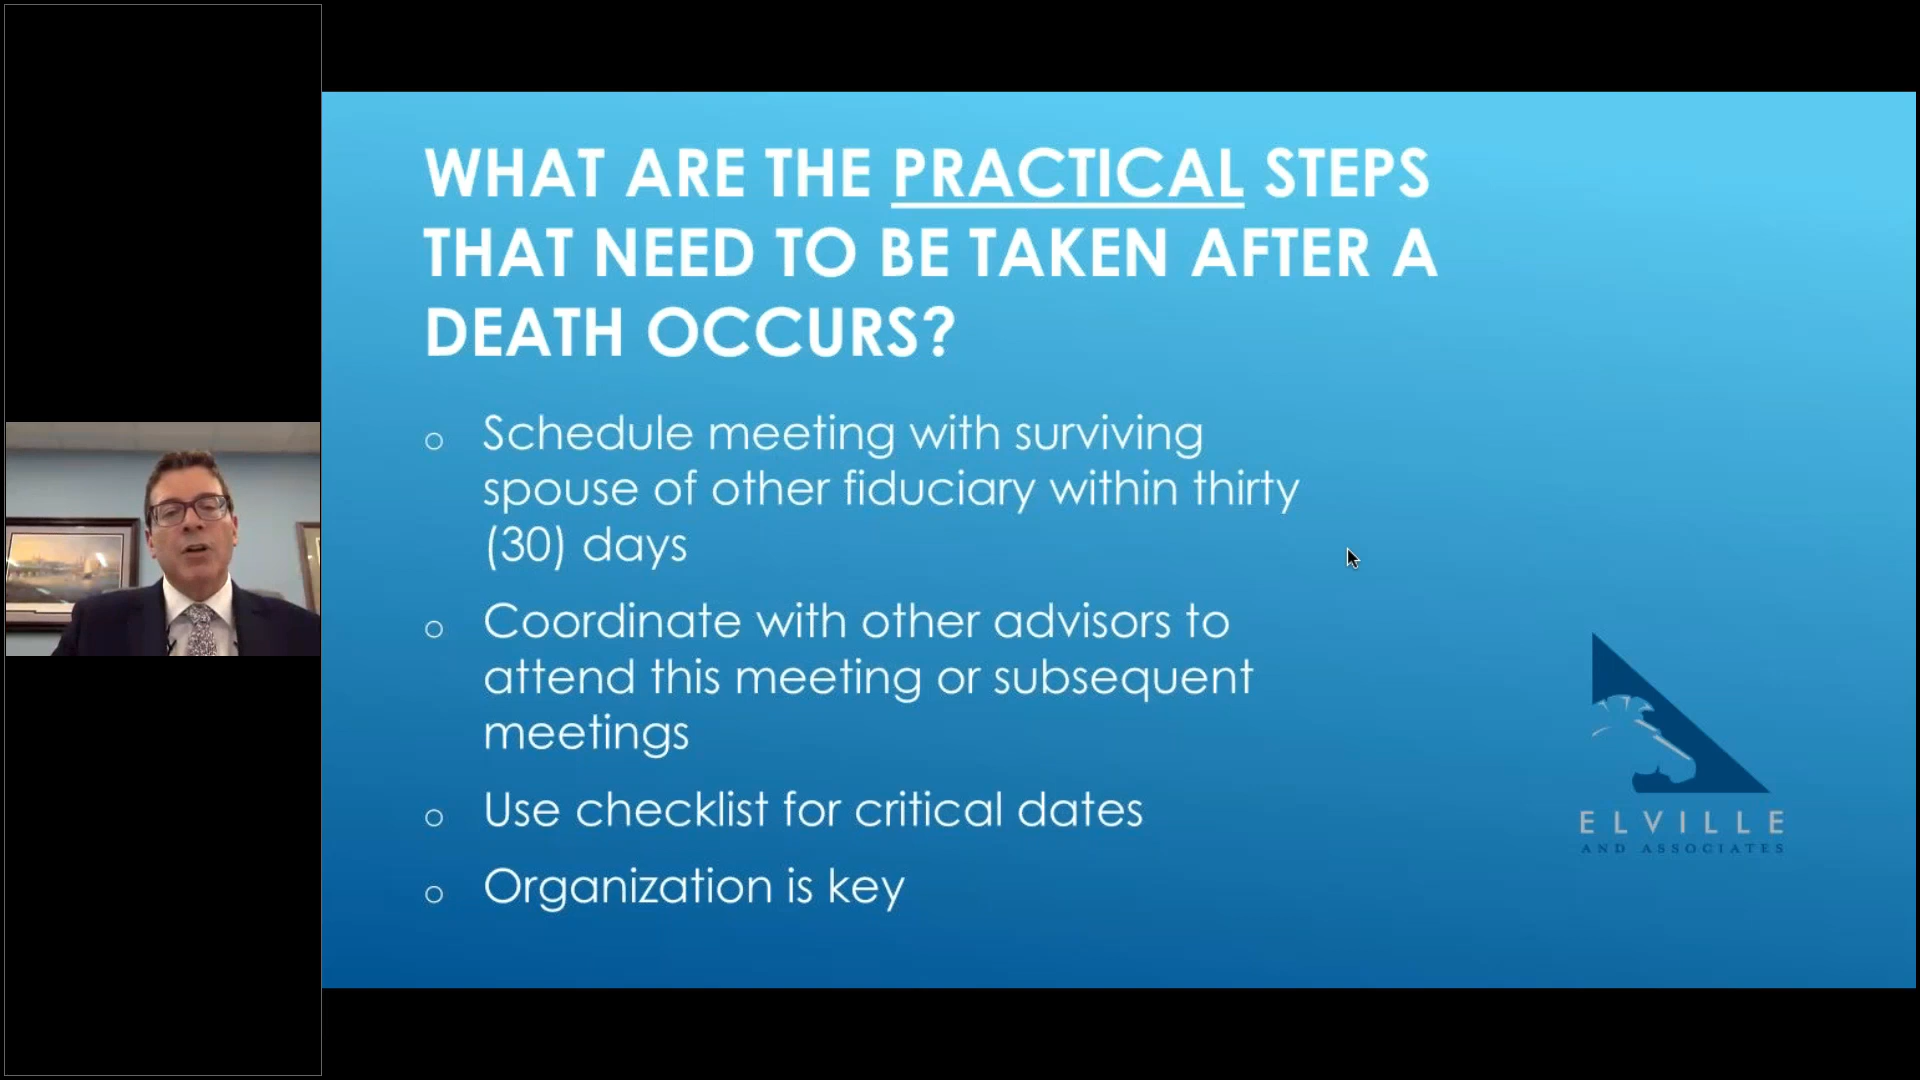 WHAT ARE THE PRACTICAL STEPS
THAT NEED TO BE TAKEN AFTER A
DEATH OCCURS?
o Schedule meeting with surviving
spouse of other fiduciary within thirty
(30) days
o Coordinate with other advisors to
attend this meeting or subsequent
meetings
o Use checklist for critical dates
o Organization is key
ELVILLE
AND ASSOCIATES